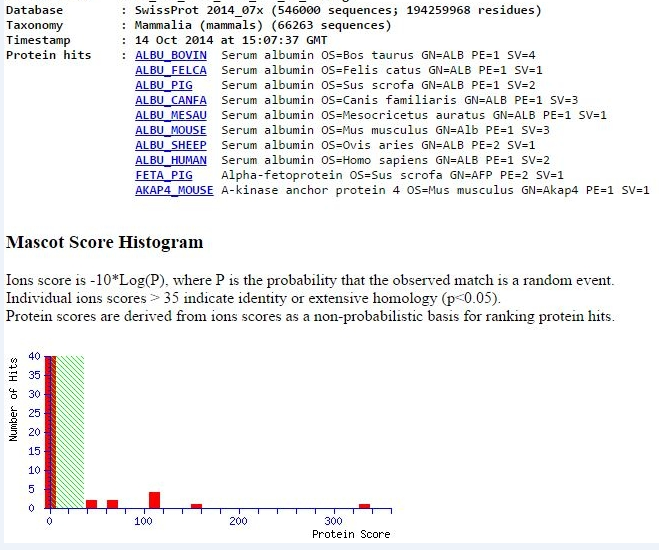 Database : SwissProt 2014_07x (546000 sequences; 194259968 residues)
Taxonomy : Mammalia (mammals) (66263 sequences)
Timestamp : 14 Oct 2014 at 15:07:37 GMT
Protein hits : ALBU_BOVIN Serum albumin OS=Bos taurus GN=ALB PE=1 SV=4
ALBU_FELCA Serum albumin OS=Felis catus GN=ALB PE=1 SV=1
ALBU_PIG Serum albumin OS=Sus scrofa GN=ALB PE=1 SV=2
ALBU_CANFA Serum albumin OS=Canis familiaris GN=ALB PE=1 SV=3
ALBU_MESAU Serum albumin OS=Mesocricetus auratus GN=ALB PE=1 SV=1
ALBU_MOUSE Serum albumin OS=Mus musculus GN=Alb PE=1 SV=3
ALBU_SHEEP Serum albumin OS=Ovis aries GN=ALB PE=2 SV=1
ALBU_HUMAN Serum albumin OS=Homo sapiens GN=ALB PE=1 SV=2
FETA_PIG Alpha-fetoprotein OS=Sus scrofa GN=AFP PE=2 SV=1
AKAP4_MOUSE A-kinase anchor protein 4 OS=Mus musculus GN=Akap4 PE=1 SV=1
Mascot Score Histogram
Ions score is -10*Log(P), where P is the probability that the observed match is a random event.
Individual ions scores > 35 indicate identity or extensive homology (p<0.05).
Protein scores are derived from ions scores as a non-probabilistic basis for ranking protein hits.
Number of Hits
40
35
30
25
20
15
10
5
0
0 100 200 300
Protein Score